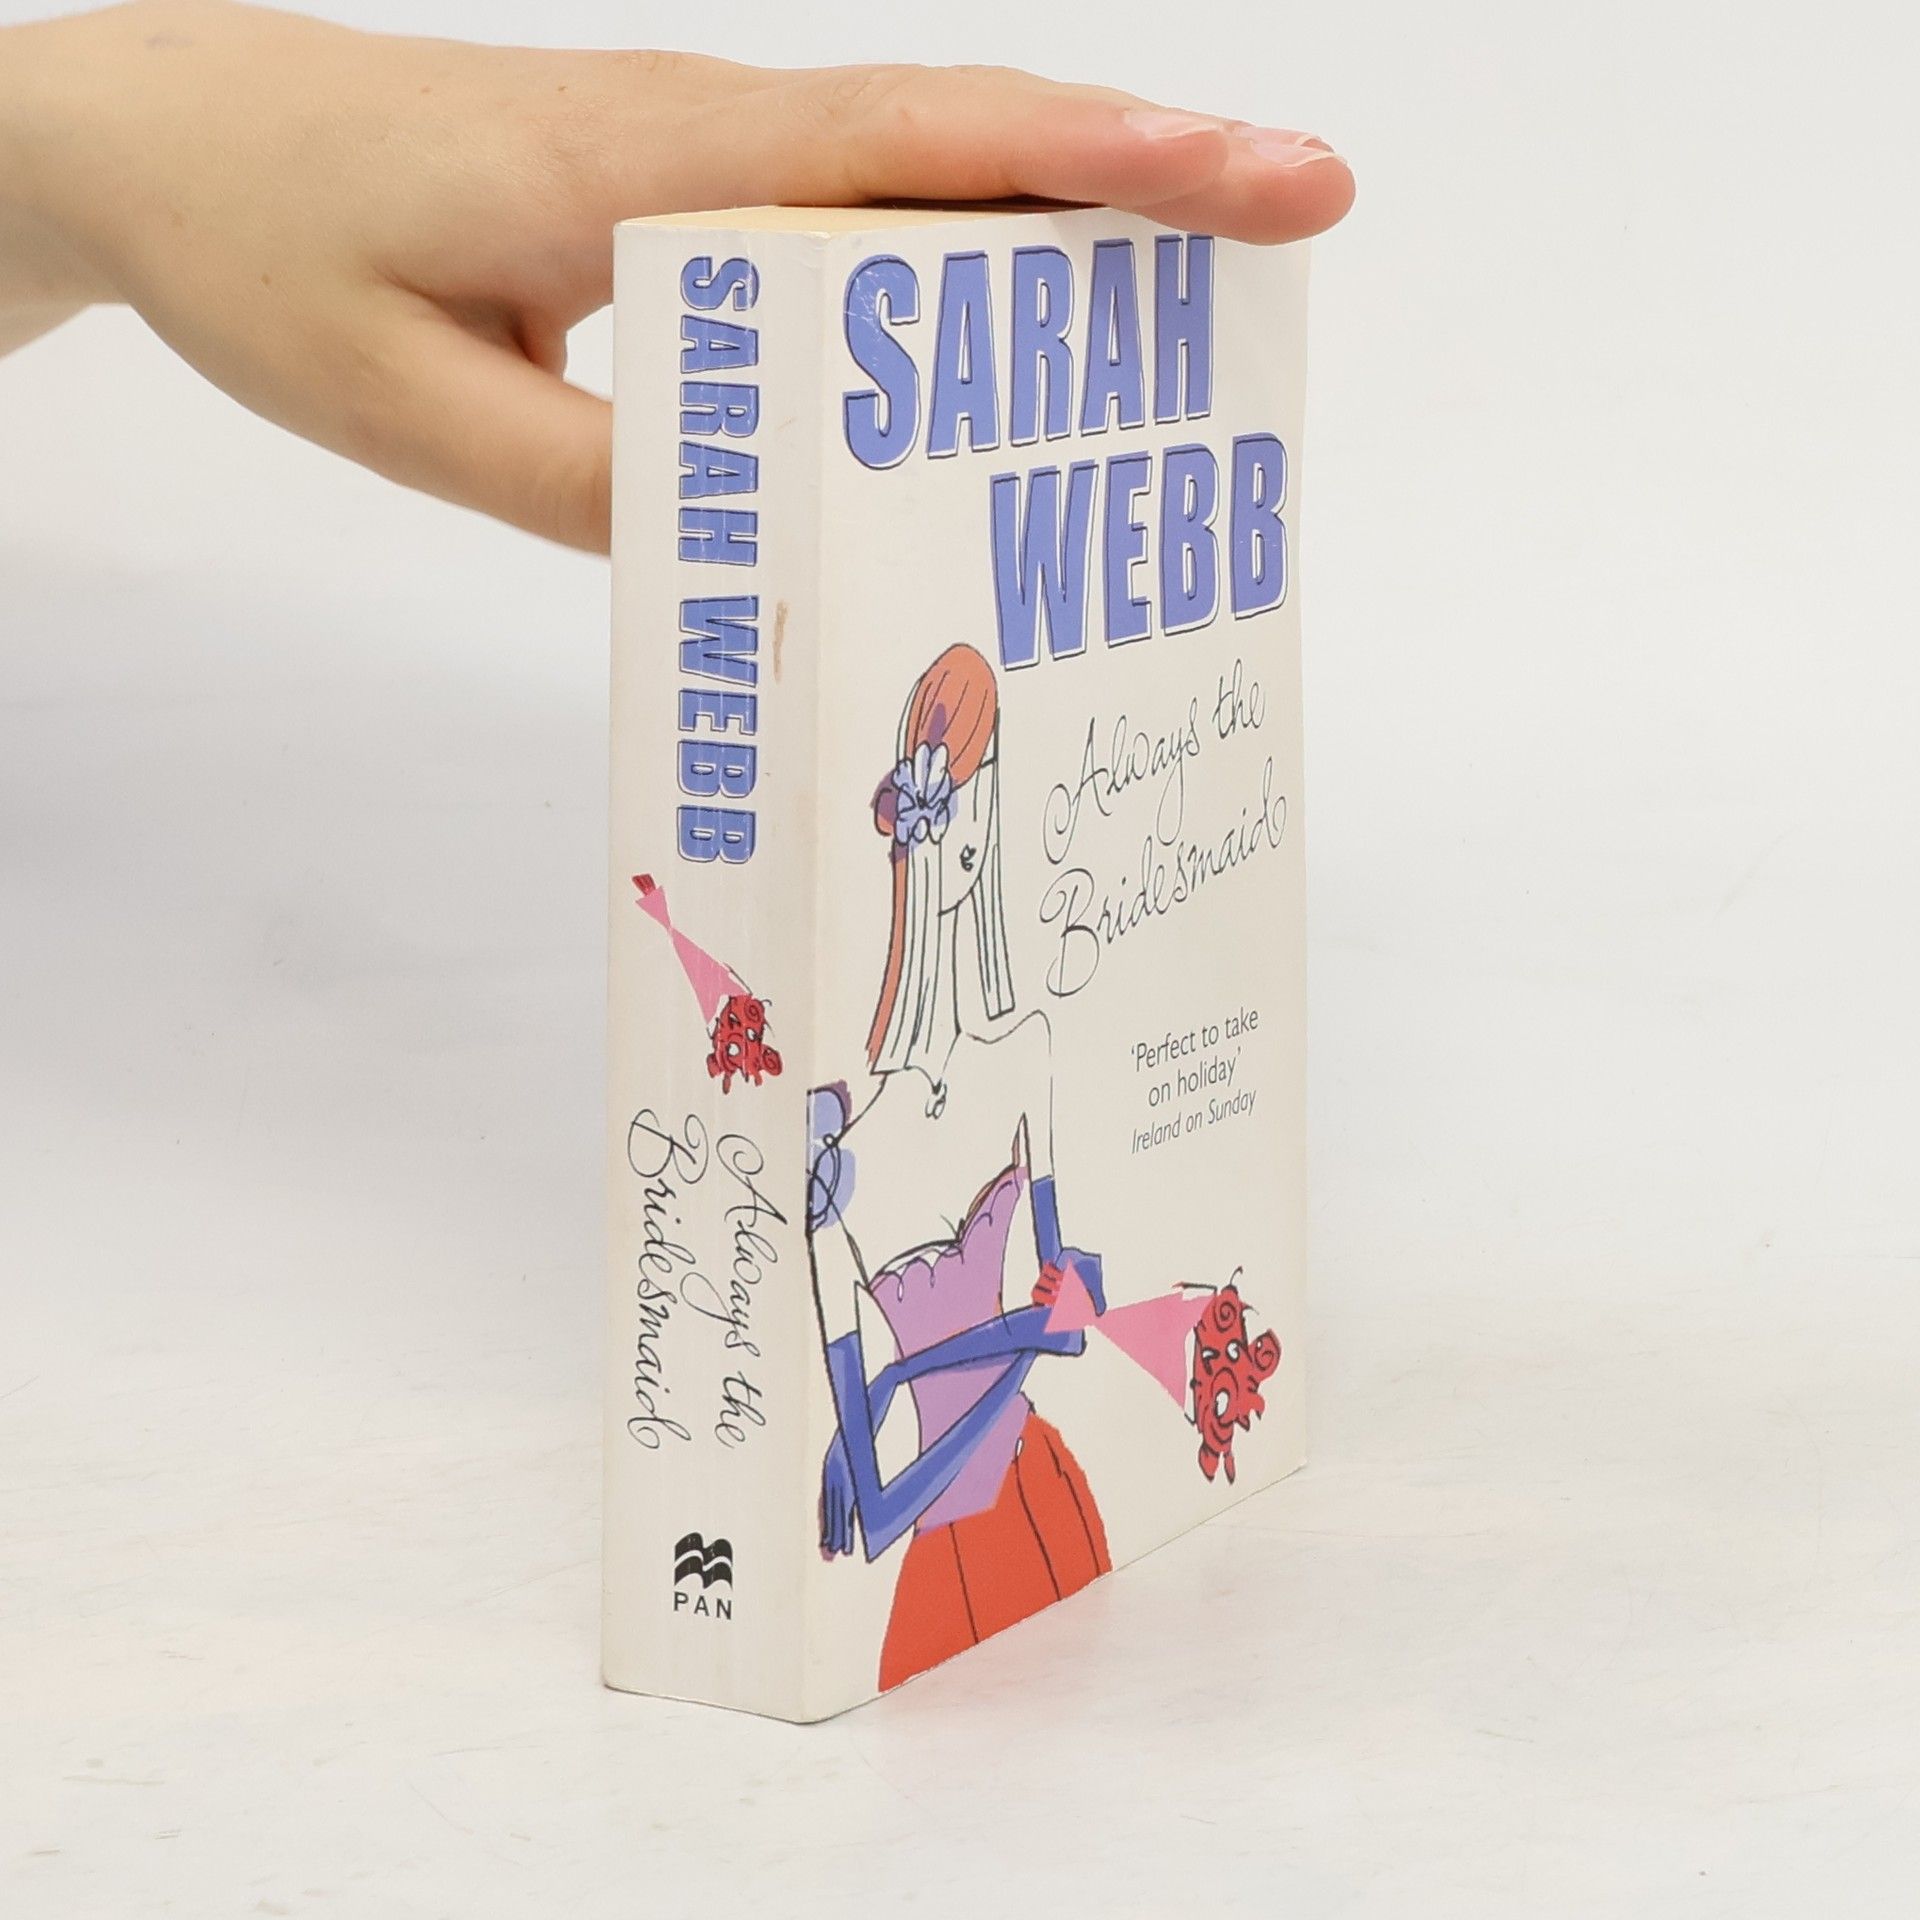 SARAH WEBB
Always the
Bridesmaid
PAN
SARAH
WEBB
Always the
Bridesmaid
‘Perfect to take
on holiday’
Ireland on Sunday